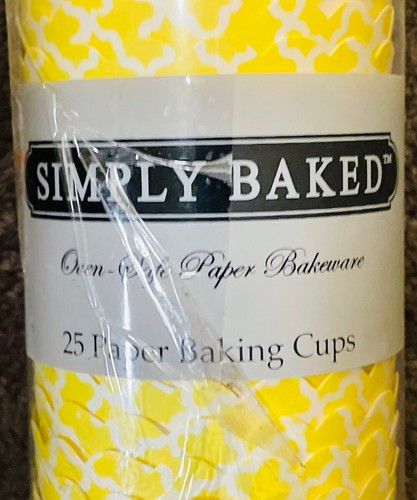 SIMPLY BAKED™
Oven-Safe Paper Bakeware
25 Paper Baking Cups